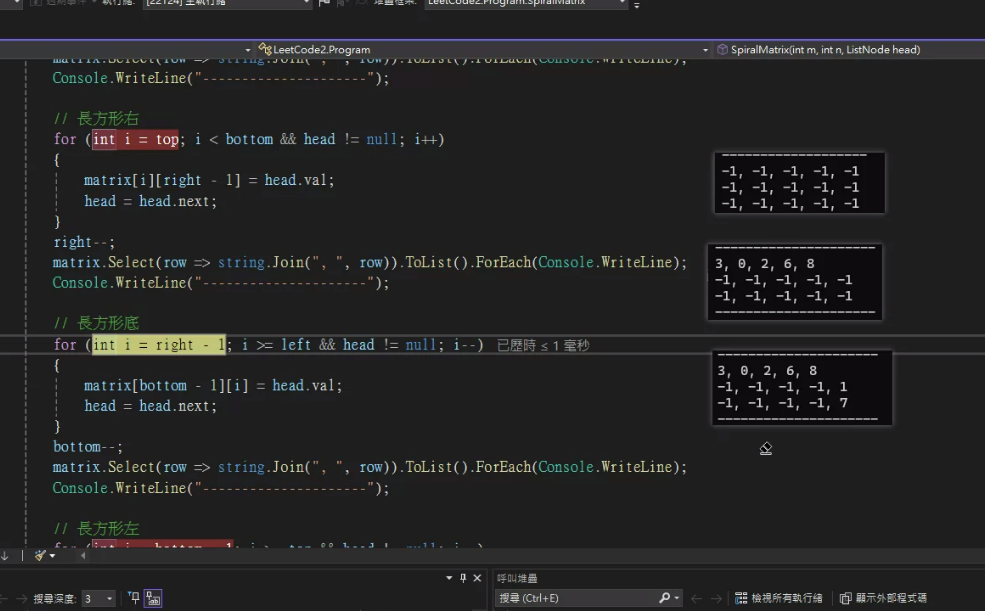 [22124] 主執行緒
堆疊框架:
LeetCode2.Program.SpiralMatrix
LeetCode2.Program
SpiralMatrix(int m, int n, ListNode head)
matrix.Select(row => string.Join(", ", row)).ToList().ForEach(Console.WriteLine);
Console.WriteLine("----------------------");
// 長方形右
for (int i = top; i < bottom && head != null; i++)
{
matrix[i][right - 1] = head.val;
head = head.next;
}
right--;
matrix.Select(row => string.Join(", ", row)).ToList().ForEach(Console.WriteLine);
Console.WriteLine("----------------------");
// 長方形底
for (int i = right - 1; i >= left && head != null; i--) 已歷時 ≤ 1 毫秒
{
matrix[bottom - 1][i] = head.val;
head = head.next;
}
bottom--;
matrix.Select(row => string.Join(", ", row)).ToList().ForEach(Console.WriteLine);
Console.WriteLine("----------------------");
// 長方形左
----------------------
-1, -1, -1, -1, -1
-1, -1, -1, -1, -1
-1, -1, -1, -1, -1
----------------------
3, 0, 2, 6, 8
-1, -1, -1, -1, -1
-1, -1, -1, -1, -1
----------------------
----------------------
3, 0, 2, 6, 8
-1, -1, -1, -1, 1
-1, -1, -1, -1, 7
----------------------
搜尋深度: 3
呼叫堆疊
搜尋 (Ctrl+E)
檢視所有執行緒
顯示外部程式碼